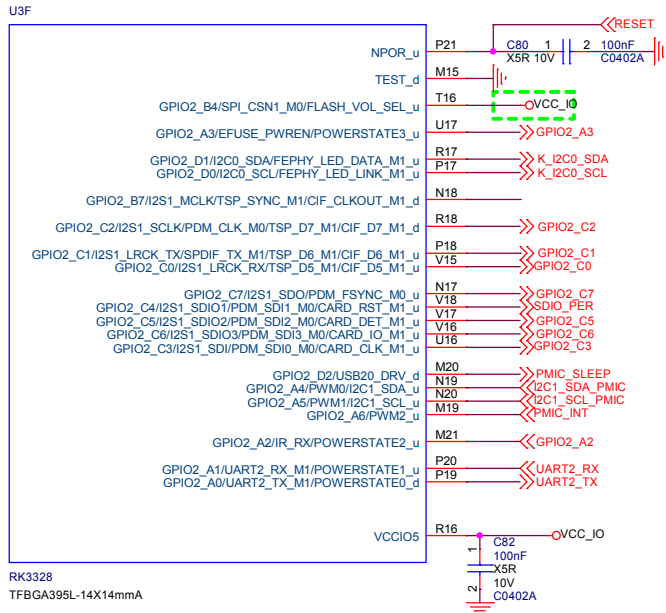 U3F
NPOR_u P21 C80 1 2 100nF RESET
X5R 10V C0402A
TEST_d M15
GPIO2_B4/SPI_CSN1_M0/FLASH_VOL_SEL_u T16 VCC_IO
GPIO2_A3/EFUSE_PWREN/POWERSTATE3_u U17 GPIO2_A3
GPIO2_D1/I2C0_SDA/FEPHY_LED_DATA_M1_u R17 K_I2C0_SDA
GPIO2_D0/I2C0_SCL/FEPHY_LED_LINK_M1_u P17 K_I2C0_SCL
GPIO2_B7/I2S1_MCLK/TSP_SYNC_M1/CIF_CLKOUT_M1_d N18
GPIO2_C2/I2S1_SCLK/PDM_CLK_M0/TSP_D7_M1/CIF_D7_M1_d R18 GPIO2_C2
GPIO2_C1/I2S1_LRCK_TX/SPDIF_TX_M1/TSP_D6_M1/CIF_D6_M1_u P18 GPIO2_C1
GPIO2_C0/I2S1_LRCK_RX/TSP_D5_M1/CIF_D5_M1_u V15 GPIO2_C0
GPIO2_C7/I2S1_SDO/PDM_FSYNC_M0_u N17 GPIO2_C7
GPIO2_C4/I2S1_SDIO1/PDM_SDI1_M0/CARD_RST_M1_u V18 SDIO_PER
GPIO2_C5/I2S1_SDIO2/PDM_SDI2_M0/CARD_DET_M1_u V17 GPIO2_C5
GPIO2_C6/I2S1_SDIO3/PDM_SDI3_M0/CARD_IO_M1_u V16 GPIO2_C6
GPIO2_C3/I2S1_SDI/PDM_SDI0_M0/CARD_CLK_M1_u U16 GPIO2_C3
GPIO2_D2/USB20_DRV_d M20 PMIC_SLEEP
GPIO2_A4/PWM0/I2C1_SDA_u N19 I2C1_SDA_PMIC
GPIO2_A5/PWM1/I2C1_SCL_u N20 I2C1_SCL_PMIC
GPIO2_A6/PWM2_u M19 PMIC_INT
GPIO2_A2/IR_RX/POWERSTATE2_u M21 GPIO2_A2
GPIO2_A1/UART2_RX_M1/POWERSTATE1_u P20 UART2_RX
GPIO2_A0/UART2_TX_M1/POWERSTATE0_d P19 UART2_TX
VCCIO5 R16 VCC_IO
1 C82
100nF
X5R
10V
2 C0402A
RK3328
TFBGA395L-14X14mmA